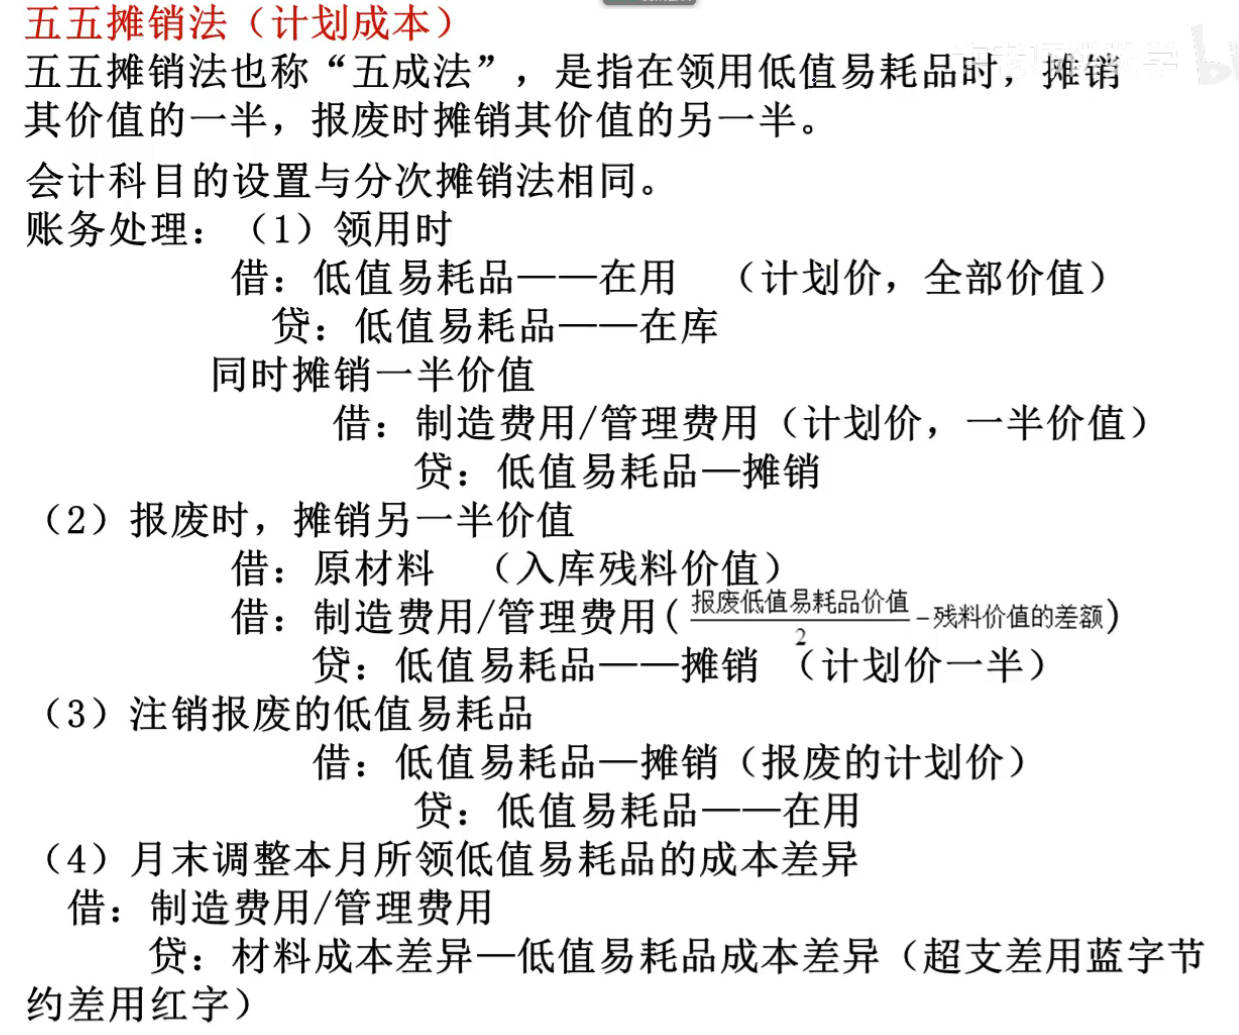 五五摊销法（计划成本）
五五摊销法也称“五成法”，是指在领用低值易耗品时，摊销
其价值的一半，报废时摊销其价值的另一半。
会计科目的设置与分次摊销法相同。
账务处理：（1）领用时
借：低值易耗品——在用 （计划价，全部价值）
贷：低值易耗品——在库
同时摊销一半价值
借：制造费用/管理费用（计划价，一半价值）
贷：低值易耗品—摊销
（2）报废时，摊销另一半价值
借：原材料 （入库残料价值）
借：制造费用/管理费用(报废低值易耗品价值/2-残料价值的差额)
贷：低值易耗品——摊销 （计划价一半）
（3）注销报废的低值易耗品
借：低值易耗品—摊销（报废的计划价）
贷：低值易耗品——在用
（4）月末调整本月所领低值易耗品的成本差异
借：制造费用/管理费用
贷：材料成本差异—低值易耗品成本差异（超支差用蓝字节
约差用红字）